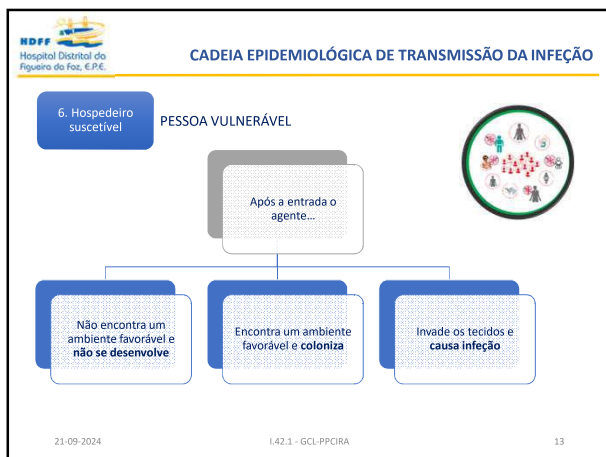 HDFF
Hospital Distrital da
Figueira da Foz, E.P.E.
CADEIA EPIDEMIOLÓGICA DE TRANSMISSÃO DA INFEÇÃO
6. Hospedeiro
suscetível
PESSOA VULNERÁVEL
Após a entrada o
agente…
Não encontra um
ambiente favorável e
não se desenvolve
Encontra um ambiente
favorável e coloniza
Invade os tecidos e
causa infeção
21-09-2024
I.42.1 - GCL-PPCIRA
13